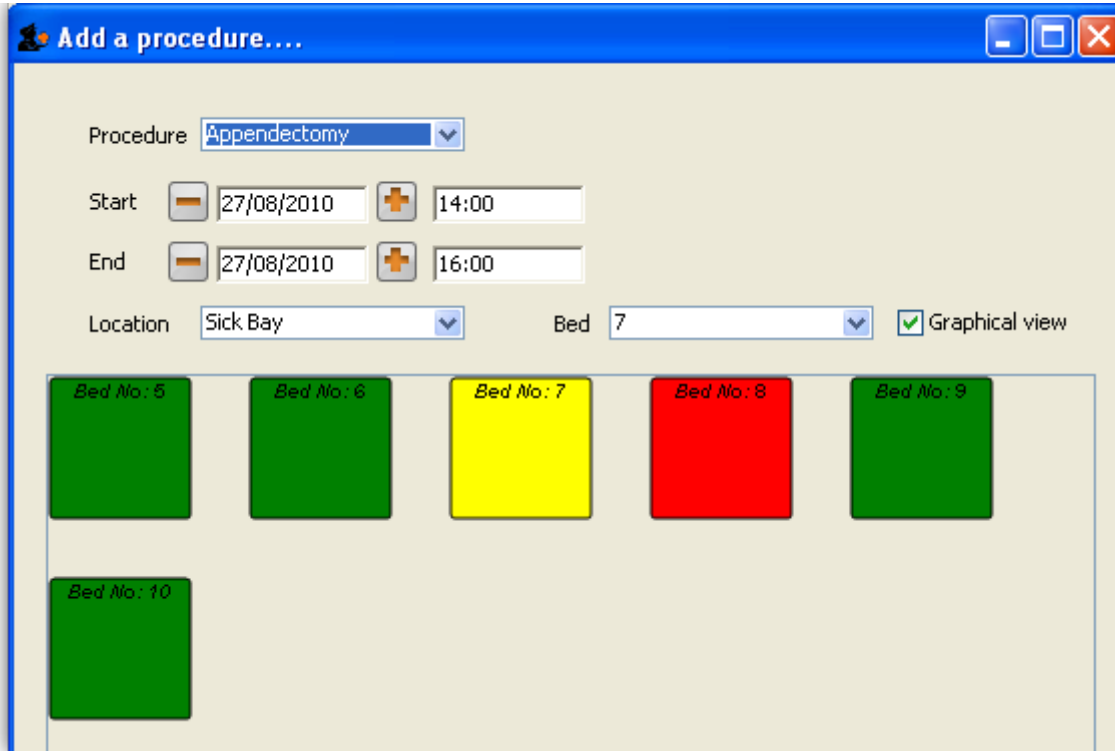 Add a procedure....
Procedure Appendectomy
Start 27/08/2010 14:00
End 27/08/2010 16:00
Location Sick Bay Bed 7 Graphical view
Bed No: 5 Bed No: 6 Bed No: 7 Bed No: 8 Bed No: 9
Bed No: 10